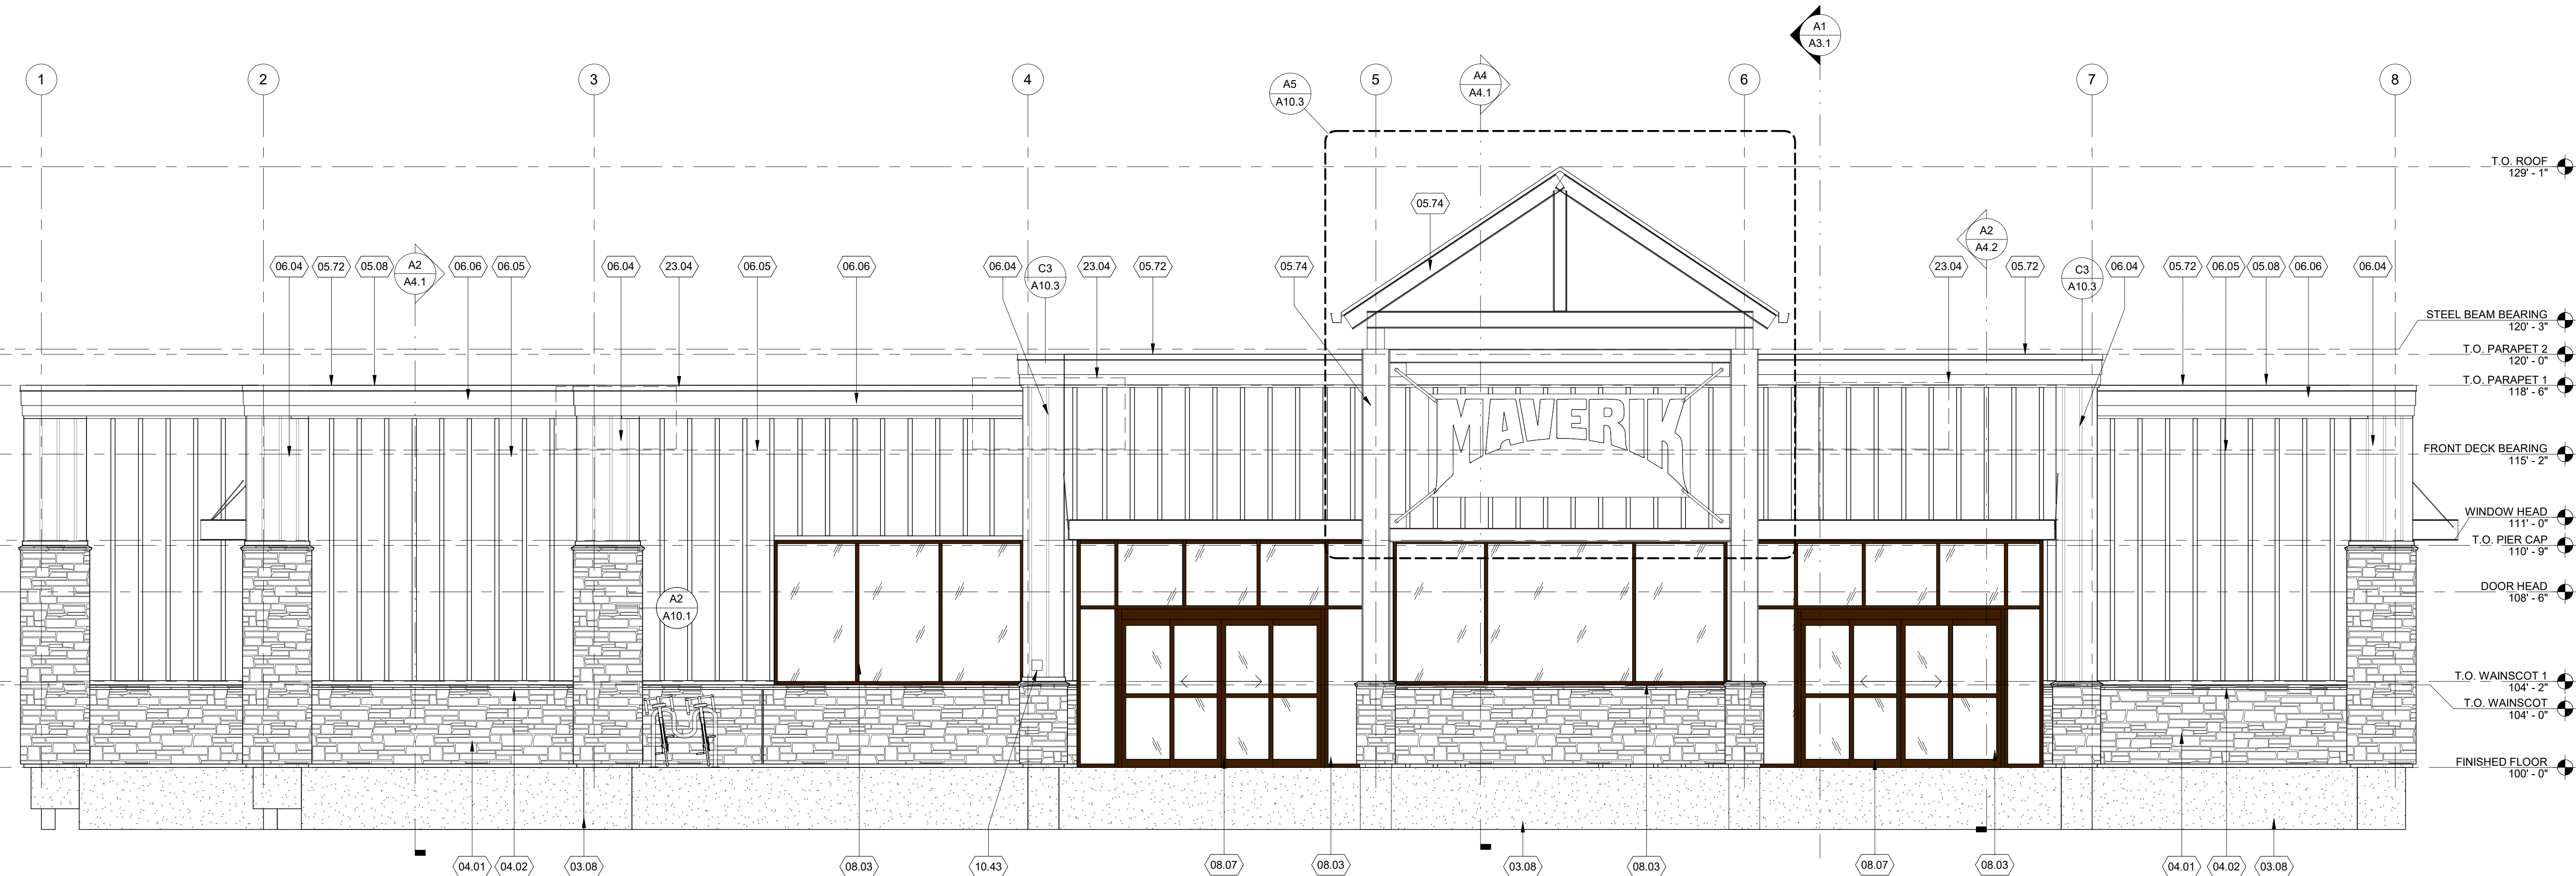 A1
A3.1
1
2
3
4
A5
A10.3
5
A4
A4.1
6
7
8
T.O. ROOF
129' - 1"
05.74
06.04
05.72
05.08
A2
A4.1
06.06
06.05
06.04
23.04
06.05
06.06
06.04
C3
A10.3
23.04
05.72
05.74
23.04
A2
A4.2
05.72
C3
A10.3
06.04
05.72
06.05
05.08
06.06
06.04
STEEL BEAM BEARING
120' - 3"
T.O. PARAPET 2
120' - 0"
T.O. PARAPET 1
118' - 6"
MAVERIK
FRONT DECK BEARING
115' - 2"
WINDOW HEAD
111' - 0"
T.O. PIER CAP
110' - 9"
DOOR HEAD
108' - 6"
A2
A10.1
T.O. WAINSCOT 1
104' - 2"
T.O. WAINSCOT
104' - 0"
FINISHED FLOOR
100' - 0"
04.01
04.02
03.08
08.03
10.43
08.07
08.03
03.08
08.03
08.07
08.03
04.01
04.02
03.08